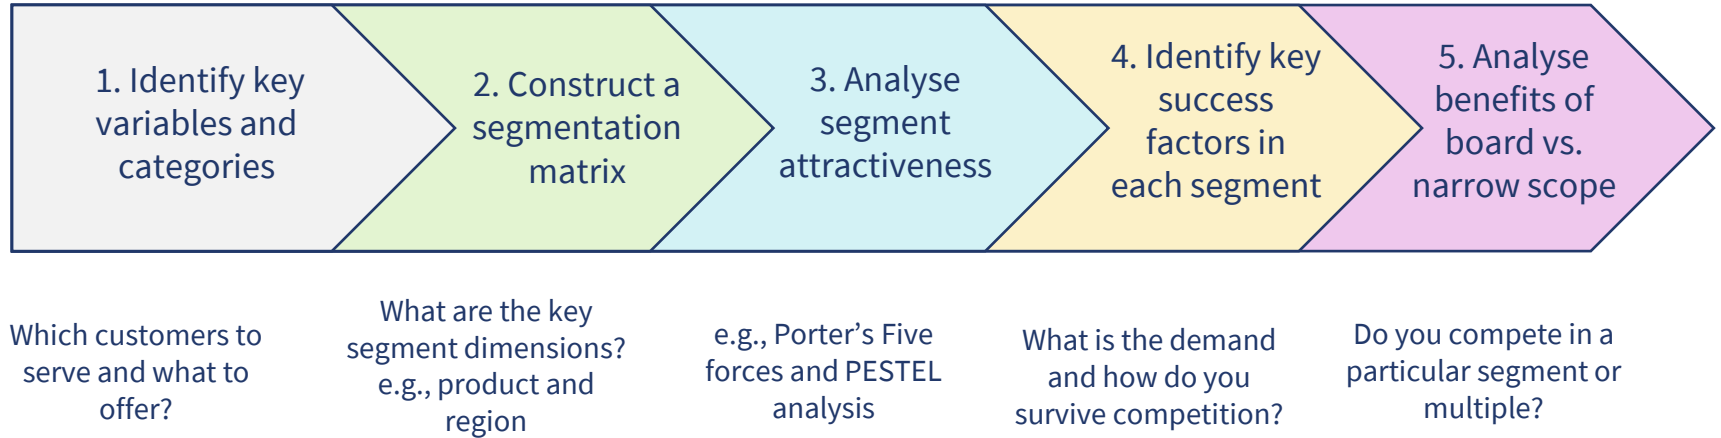 1. Identify key
variables and
categories
2. Construct a
segmentation
matrix
3. Analyse
segment
attractiveness
4. Identify key
success
factors in
each segment
5. Analyse
benefits of
board vs.
narrow scope
Which customers to
serve and what to
offer?
What are the key
segment dimensions?
e.g., product and
region
e.g., Porter’s Five
forces and PESTEL
analysis
What is the demand
and how do you
survive competition?
Do you compete in a
particular segment or
multiple?